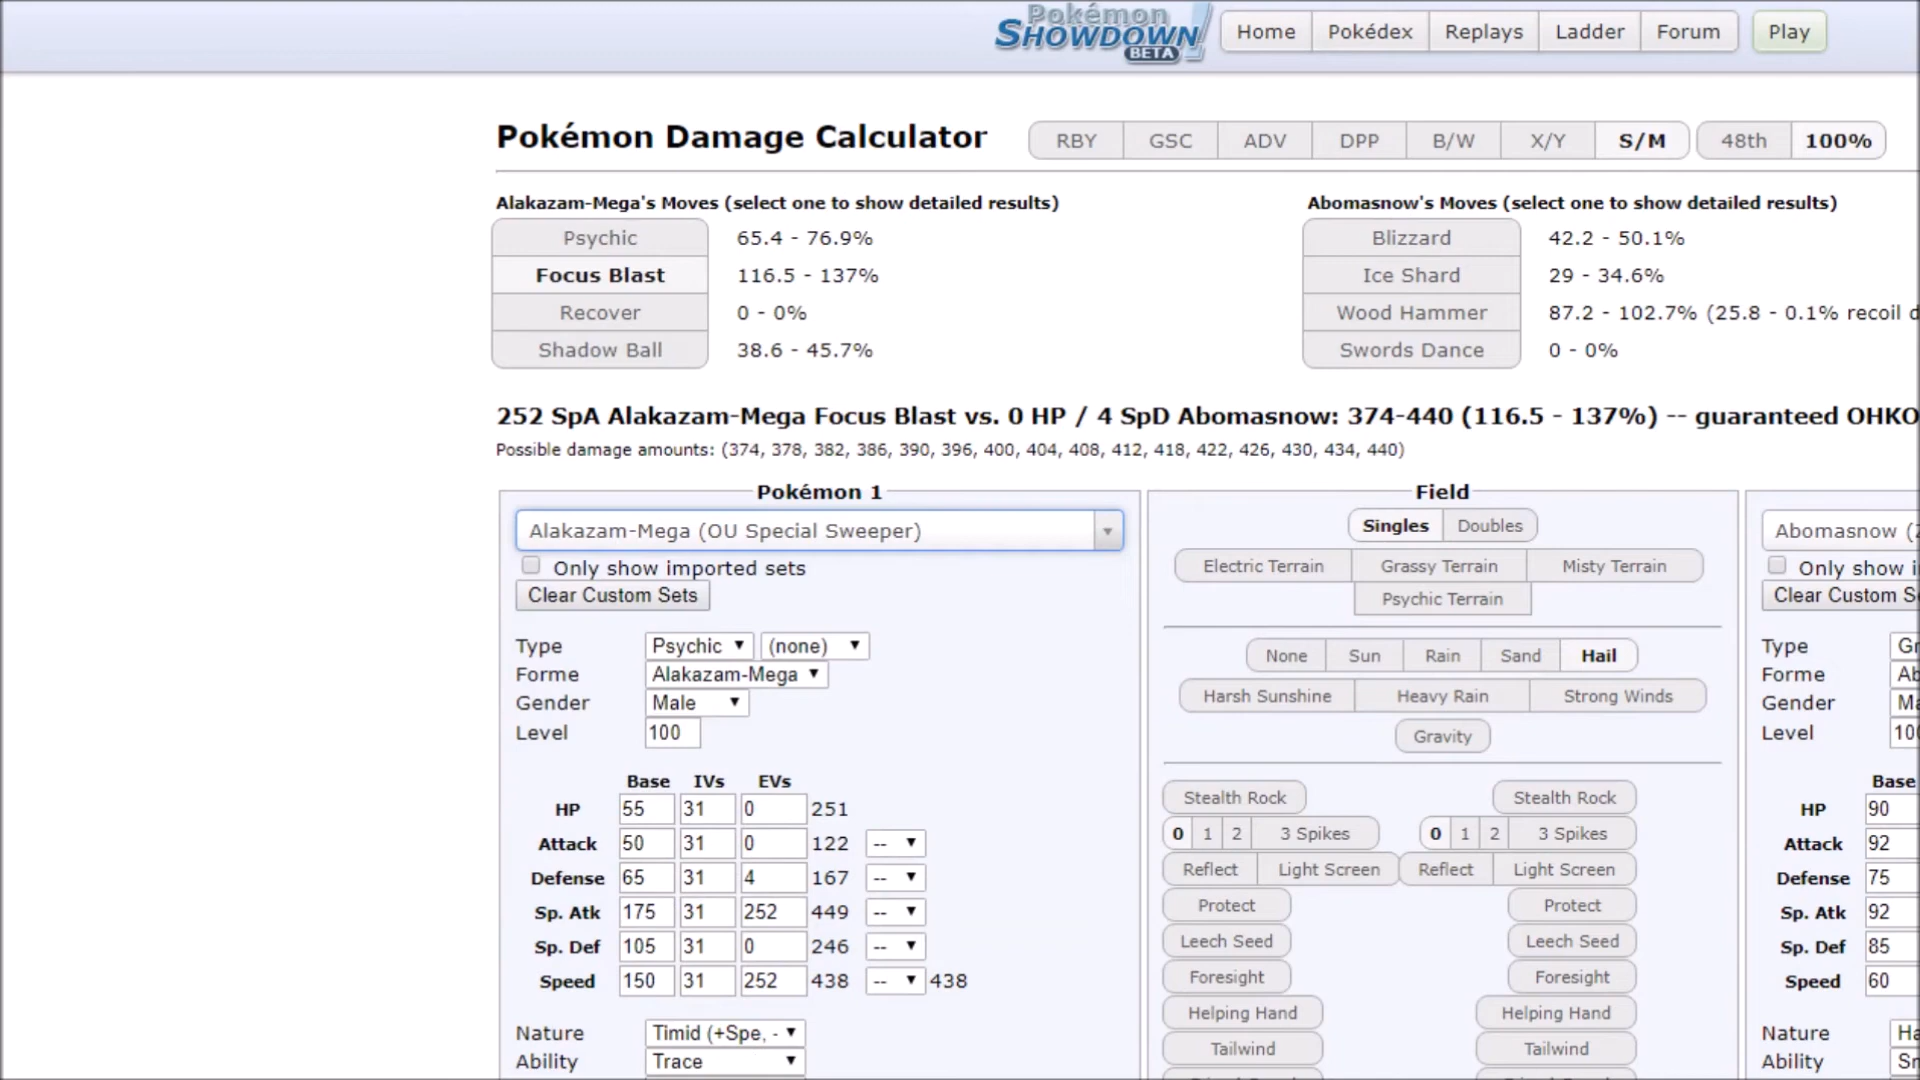 Pokémon
SHOWDOWN!
BETA
Home Pokédex Replays Ladder Forum Play
Pokémon Damage Calculator RBY GSC ADV DPP B/W X/Y S/M 48th 100%
Alakazam-Mega's Moves (select one to show detailed results) Abomasnow's Moves (select one to show detailed results)
Psychic 65.4 - 76.9% Blizzard 42.2 - 50.1%
Focus Blast 116.5 - 137% Ice Shard 29 - 34.6%
Recover 0 - 0% Wood Hammer 87.2 - 102.7% (25.8 - 0.1% recoil d
Shadow Ball 38.6 - 45.7% Swords Dance 0 - 0%
252 SpA Alakazam-Mega Focus Blast vs. 0 HP / 4 SpD Abomasnow: 374-440 (116.5 - 137%) -- guaranteed OHKO
Possible damage amounts: (374, 378, 382, 386, 390, 396, 400, 404, 408, 412, 418, 422, 426, 430, 434, 440)
Pokémon 1 Field
Alakazam-Mega (OU Special Sweeper) Singles Doubles Abomasnow (
Only show imported sets Electric Terrain Grassy Terrain Misty Terrain Only show i
Clear Custom Sets Psychic Terrain Clear Custom S
Type Psychic (none) None Sun Rain Sand Hail Type Gr
Forme Alakazam-Mega Forme Ab
Gender Male Harsh Sunshine Heavy Rain Strong Winds Gender Ma
Level 100 Gravity Level 100
Base IVs EVs Base
HP 55 31 0 251 Stealth Rock Stealth Rock HP 90
Attack 50 31 0 122 -- 0 1 2 3 Spikes 0 1 2 3 Spikes Attack 92
Defense 65 31 4 167 -- Reflect Light Screen Reflect Light Screen Defense 75
Sp. Atk 175 31 252 449 -- Protect Protect Sp. Atk 92
Sp. Def 105 31 0 246 -- Leech Seed Leech Seed Sp. Def 85
Speed 150 31 252 438 -- 438 Foresight Foresight Speed 60
Helping Hand Helping Hand
Nature Timid (+Spe, - Tailwind Tailwind Nature Ha
Ability Trace Ability Sn